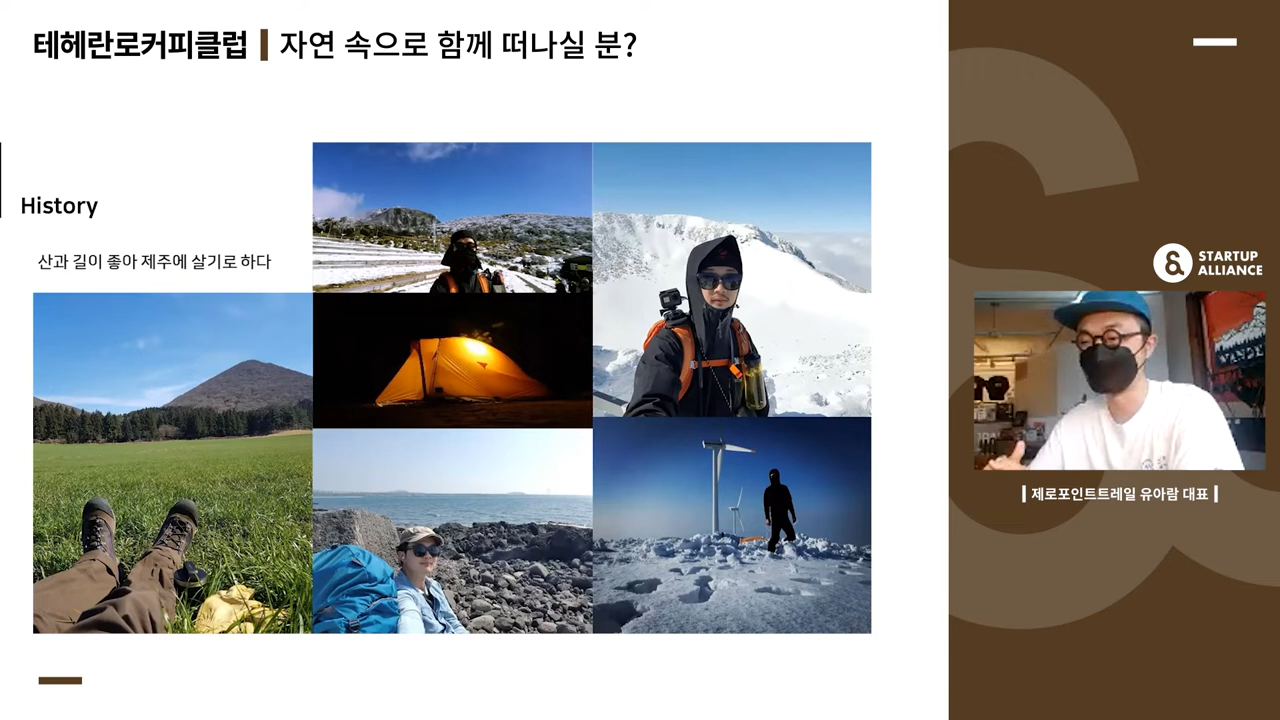 테헤란로커피클럽 자연 속으로 함께 떠나실 분?
History
산과 길이 좋아 제주에 살기로 하다
STARTUP
ALLIANCE
제로포인트트레일 유아람 대표